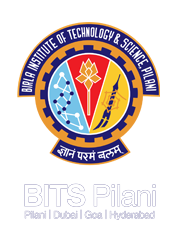 BIRLA INSTITUTE OF TECHNOLOGY & SCIENCE, PILANI
ज्ञानं परमं बलम्
BITS Pilani
Pilani | Dubai | Goa | Hyderabad